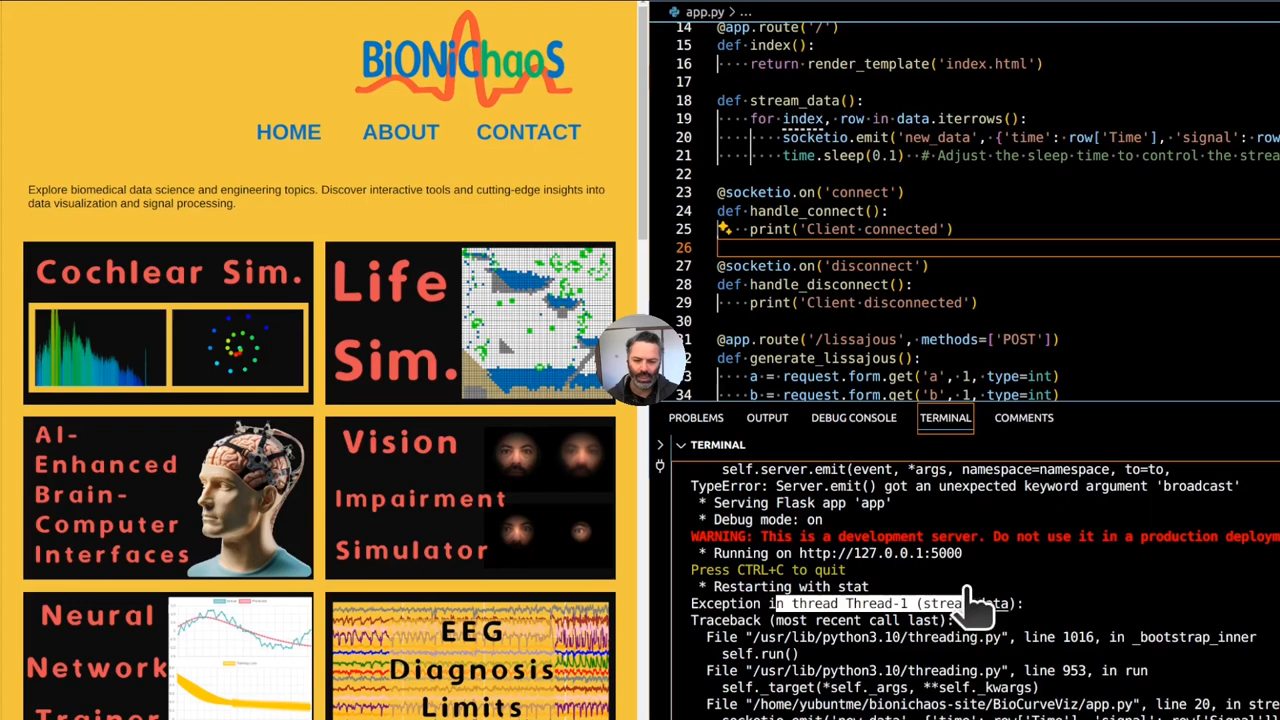 BiONiChaoS
HOME ABOUT CONTACT
Explore biomedical data science and engineering topics. Discover interactive tools and cutting-edge insights into
data visualization and signal processing.
Cochlear Sim.
Life
Sim.
AI-
Enhanced
Brain-
Computer
Interfaces
Vision
Impairment
Simulator
Neural
Network
Trainer
EEG
Diagnosis
Limits
app.py > ...
14 @app.route('/')
15 def index():
16 ····return render_template('index.html')
17
18 def stream_data():
19 for index, row in data.iterrows():
20 socketio.emit('new_data', {'time': row['Time'], 'signal': row
21 time.sleep(0.1) # Adjust the sleep time to control the strea
22
23 @socketio.on('connect')
24 def handle_connect():
25 print('Client·connected')
26
27 @socketio.on('disconnect')
28 def handle_disconnect():
29 print('Client·disconnected')
30
31 @app.route('/lissajous', methods=['POST'])
32 def generate_lissajous():
33 a = request.form.get('a', 1, type=int)
34 b = request.form.get('b', 1, type=int)
PROBLEMS OUTPUT DEBUG CONSOLE TERMINAL COMMENTS
TERMINAL
self.server.emit(event, *args, namespace=namespace, to=to,
TypeError: Server.emit() got an unexpected keyword argument 'broadcast'
* Serving Flask app 'app'
* Debug mode: on
WARNING: This is a development server. Do not use it in a production deploym
* Running on http://127.0.0.1:5000
Press CTRL+C to quit
* Restarting with stat
Exception in thread Thread-1 (stream_data):
Traceback (most recent call last):
File "/usr/lib/python3.10/threading.py", line 1016, in _bootstrap_inner
self.run()
File "/usr/lib/python3.10/threading.py", line 953, in run
self._target(*self._args, **self._kwargs)
File "/home/yubuntu/bionichaos-site/BioCurveViz/app.py", line 20, in stre